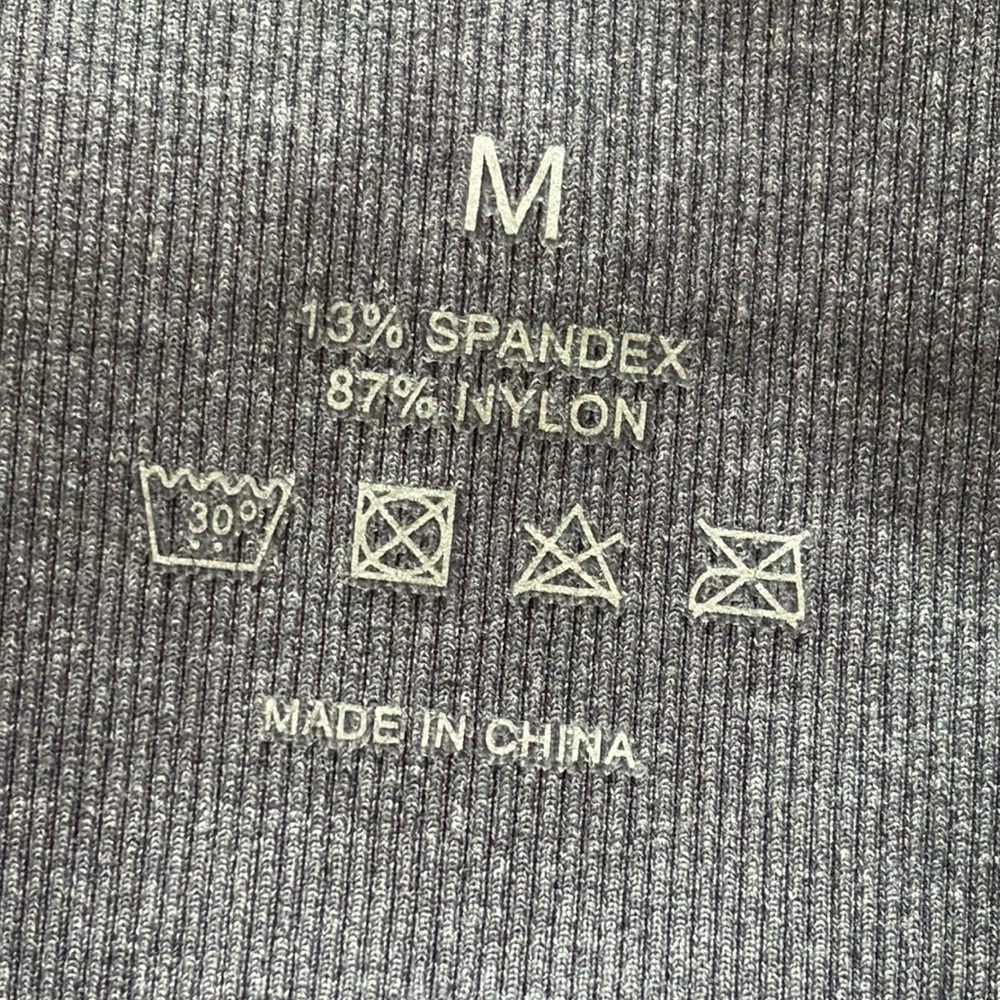 M
13% SPANDEX
87% NYLON
30°
MADE IN CHINA